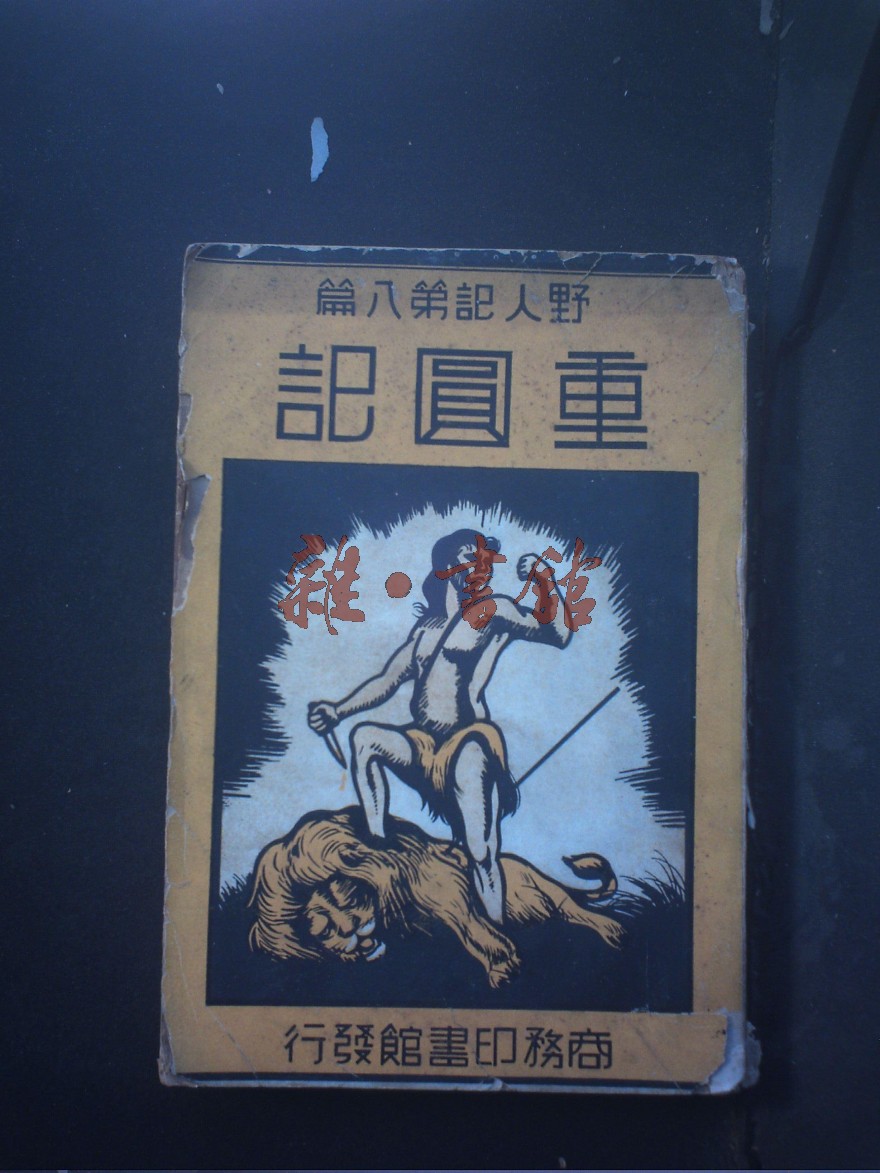 野人記第八篇
重圓記
雜·書館
商務印書館發行